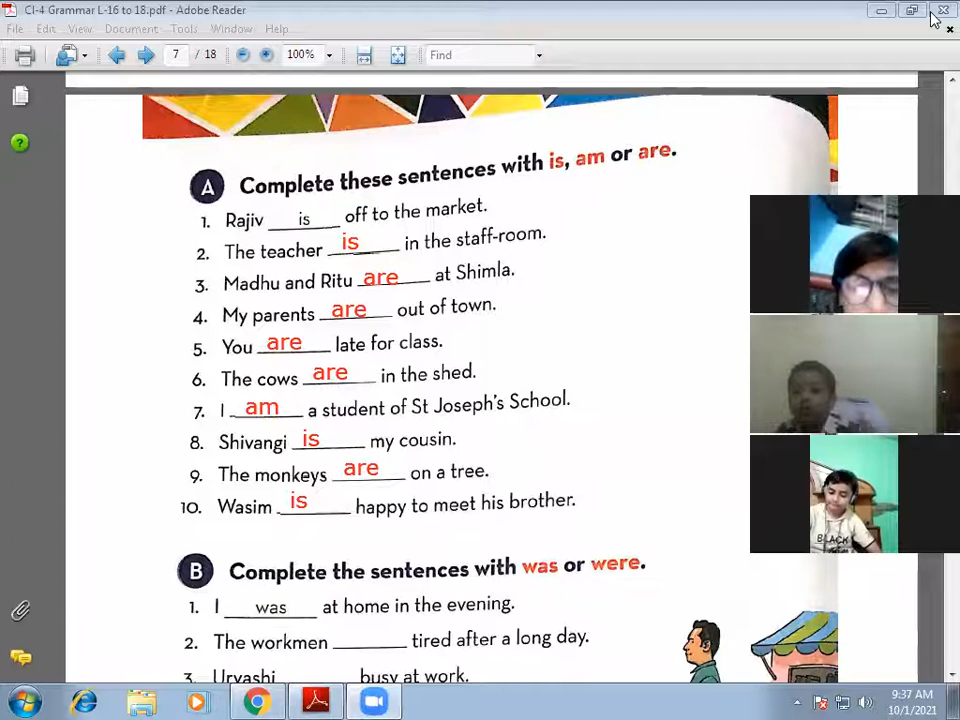 Cl-4 Grammar L-16 to 18.pdf - Adobe Reader
File Edit View Document Tools Window Help
7 / 18 100% Find
A Complete these sentences with is, am or are.
1. Rajiv is off to the market.
2. The teacher is in the staff-room.
3. Madhu and Ritu are at Shimla.
4. My parents are out of town.
5. You are late for class.
6. The cows are in the shed.
7. I am a student of St Joseph's School.
8. Shivangi is my cousin.
9. The monkeys are on a tree.
10. Wasim is happy to meet his brother.
B Complete the sentences with was or were.
1. I was at home in the evening.
2. The workmen ______ tired after a long day.
3. Urvashi ______ busy at work.
BLACK
9:37 AM
10/1/2021